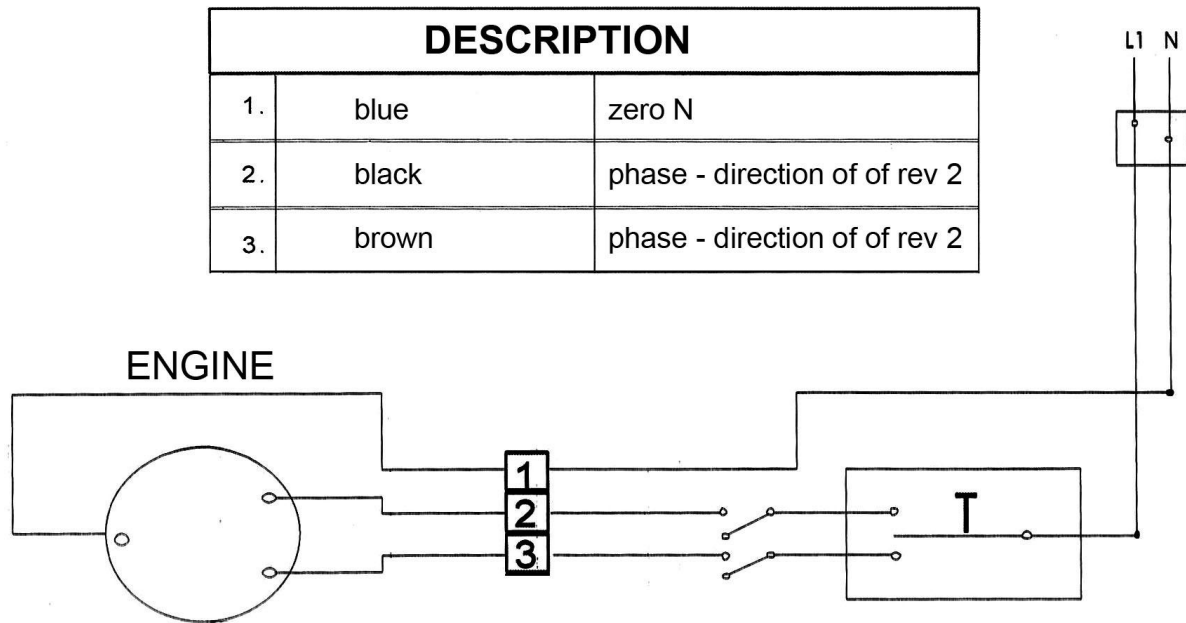 DESCRIPTION
1. blue zero N
2. black phase - direction of of rev 2
3. brown phase - direction of of rev 2
L1 N
ENGINE
1
2
3
T